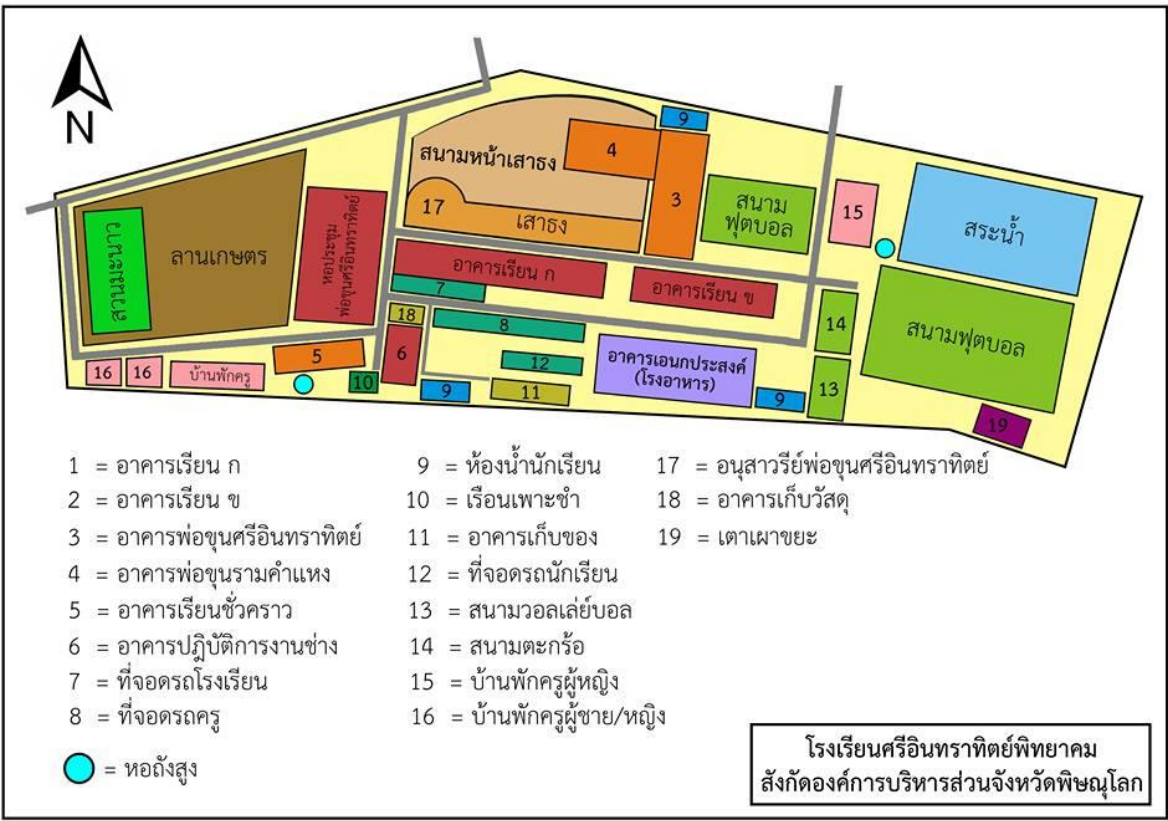 N
9
4
สนามหน้าเสาธง
3
17
เสาธง
สนาม
ฟุตบอล
15
สระน้ำ
สวนมะนาว
ลานเกษตร
หอประชุม
พ่อขุนศรีอินทราทิตย์
อาคารเรียน ก
7
อาคารเรียน ข
18
8
14
สนามฟุตบอล
16
16
บ้านพักครู
5
10
6
12
อาคารเอนกประสงค์
(โรงอาหาร)
9
11
9
13
19
1 = อาคารเรียน ก
2 = อาคารเรียน ข
3 = อาคารพ่อขุนศรีอินทราทิตย์
4 = อาคารพ่อขุนรามคำแหง
5 = อาคารเรียนชั่วคราว
6 = อาคารปฎิบัติการงานช่าง
7 = ที่จอดรถโรงเรียน
8 = ที่จอดรถครู
= หอถังสูง
9 = ห้องน้ำนักเรียน
10 = เรือนเพาะชำ
11 = อาคารเก็บของ
12 = ที่จอดรถนักเรียน
13 = สนามวอลเล่ย์บอล
14 = สนามตะกร้อ
15 = บ้านพักครูผู้หญิง
16 = บ้านพักครูผู้ชาย/หญิง
17 = อนุสาวรีย์พ่อขุนศรีอินทราทิตย์
18 = อาคารเก็บวัสดุ
19 = เตาเผาขยะ
โรงเรียนศรีอินทราทิตย์พิทยาคม
สังกัดองค์การบริหารส่วนจังหวัดพิษณุโลก